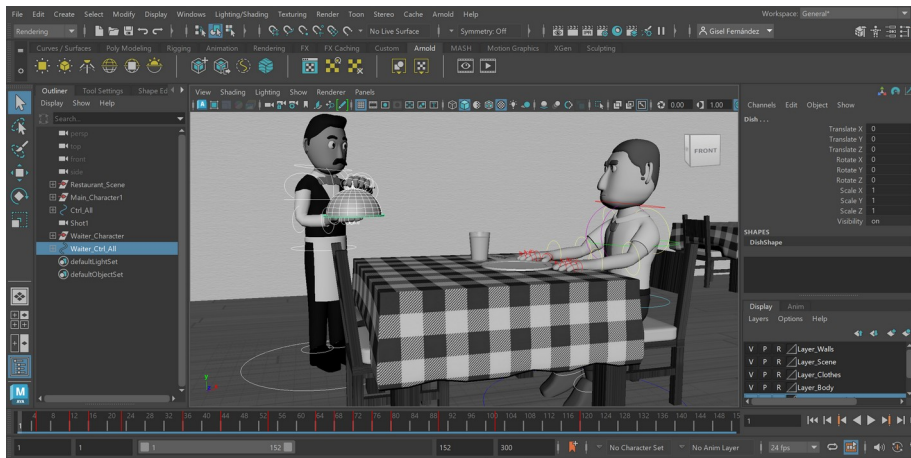 File Edit Create Select Modify Display Windows Lighting/Shading Texturing Render Toon Stereo Cache Arnold Help Workspace: General*
Rendering No Live Surface Symmetry: Off Gisel Fernández
Curves / Surfaces Poly Modeling Rigging Animation Rendering FX FX Caching Custom Arnold MASH Motion Graphics XGen Sculpting
Outliner Tool Settings Shape Ed View Shading Lighting Show Renderer Panels
Display Show Help 0.00 1.00 Channels Edit Object Show
Search...
Dish . . .
persp
top
front
side
Restaurant_Scene
Main_Character1
Ctrl_All
Shot1
Waiter_Character
Waiter_Ctrl_All
defaultLightSet
defaultObjectSet
FRONT
Translate X 0
Translate Y 0
Translate Z 0
Rotate X 0
Rotate Y 0
Rotate Z 0
Scale X 1
Scale Y 1
Scale Z 1
Visibility on
SHAPES
DishShape
Display Anim
Layers Options Help
V P R Layer_Walls
V P R Layer_Scene
V P R Layer_Clothes
V P R Layer_Body
M
Y
4 8 12 16 20 24 28 32 36 40 44 48 52 56 60 64 68 72 76 80 84 88 92 96 100 104 108 112 116 120 124 128 132 136 140 144 148 15
1 1
1 1 1 152 152 300 No Character Set No Anim Layer 24 fps